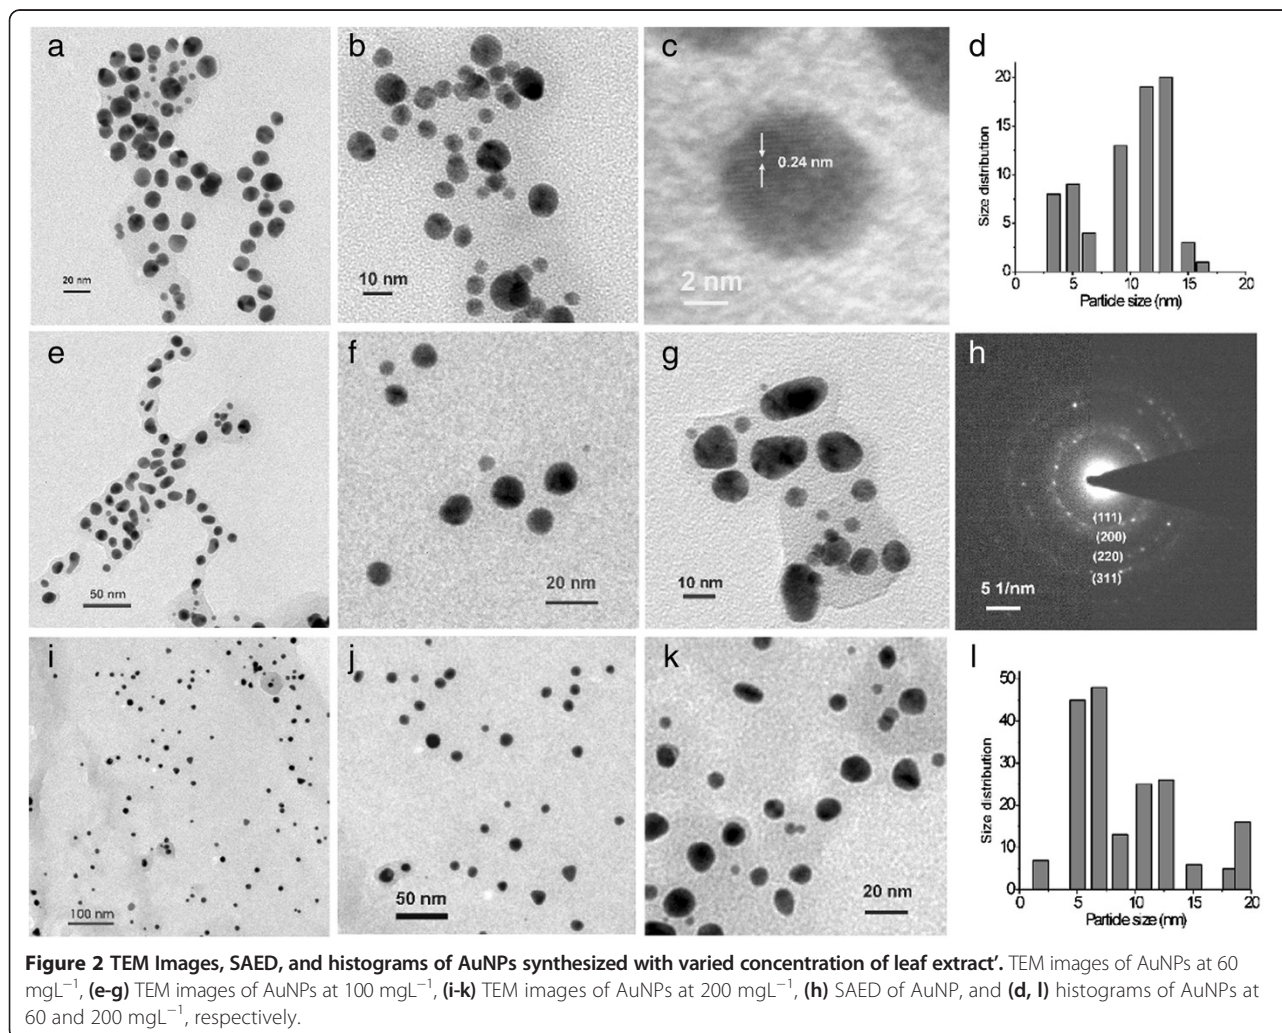 a
b
c
d
20 nm
10 nm
0.24 nm
2 nm
20
15
10
5
0
Size distribution
0 5 10 15 20
Particle size (nm)
e
f
g
h
50 nm
20 nm
10 nm
(111)
(200)
(220)
(311)
5 1/nm
i
j
k
l
100 nm
50 nm
20 nm
50
40
30
20
10
0
Size distribution
0 5 10 15 20
Particle size (nm)
Figure 2 TEM Images, SAED, and histograms of AuNPs synthesized with varied concentration of leaf extract’. TEM images of AuNPs at 60
mgL⁻¹, (e-g) TEM images of AuNPs at 100 mgL⁻¹, (i-k) TEM images of AuNPs at 200 mgL⁻¹, (h) SAED of AuNP, and (d, l) histograms of AuNPs at
60 and 200 mgL⁻¹, respectively.